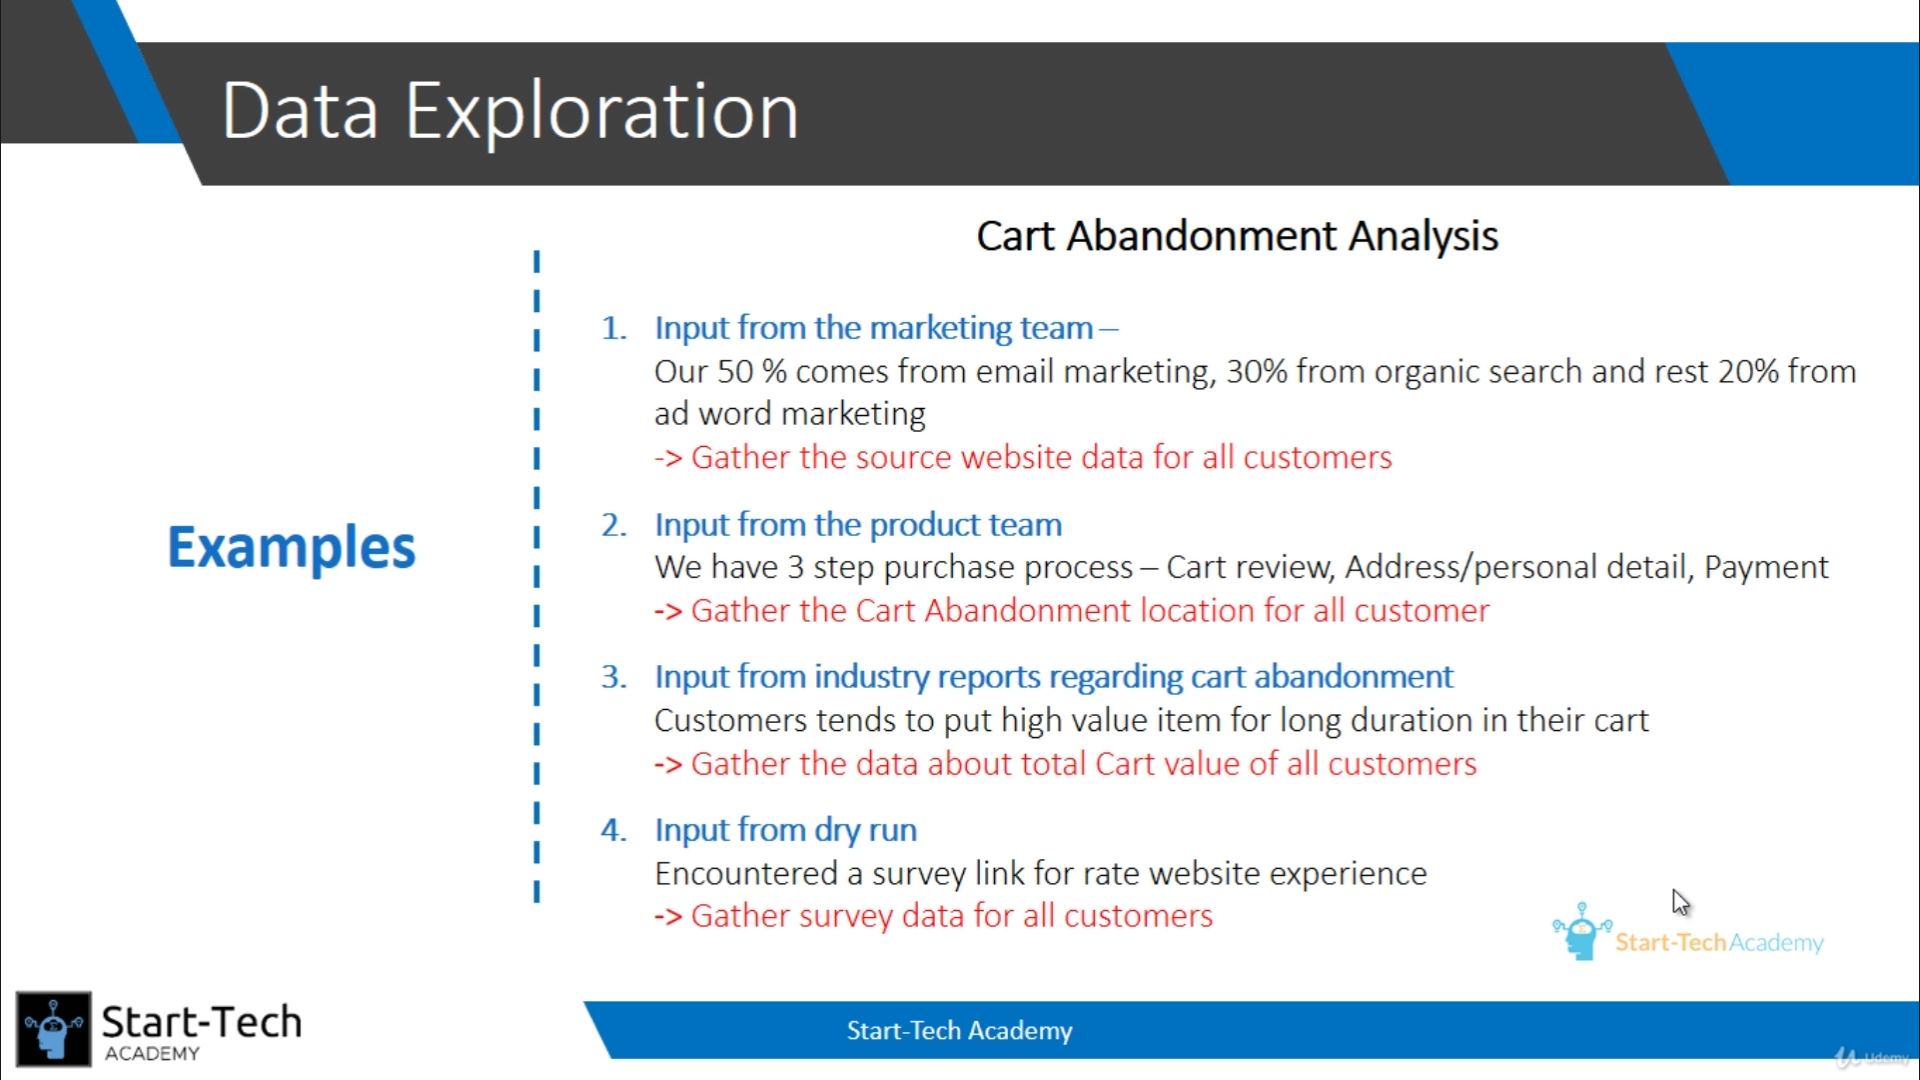 Data Exploration
Cart Abandonment Analysis
Examples
1. Input from the marketing team –
Our 50 % comes from email marketing, 30% from organic search and rest 20% from
ad word marketing
-> Gather the source website data for all customers
2. Input from the product team
We have 3 step purchase process – Cart review, Address/personal detail, Payment
-> Gather the Cart Abandonment location for all customer
3. Input from industry reports regarding cart abandonment
Customers tends to put high value item for long duration in their cart
-> Gather the data about total Cart value of all customers
4. Input from dry run
Encountered a survey link for rate website experience
-> Gather survey data for all customers
Start-Tech Academy
Start-Tech
ACADEMY
Start-Tech Academy
Udemy